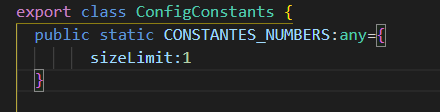 export class ConfigConstants {
public static CONSTANTES_NUMBERS:any={
sizeLimit:1
}